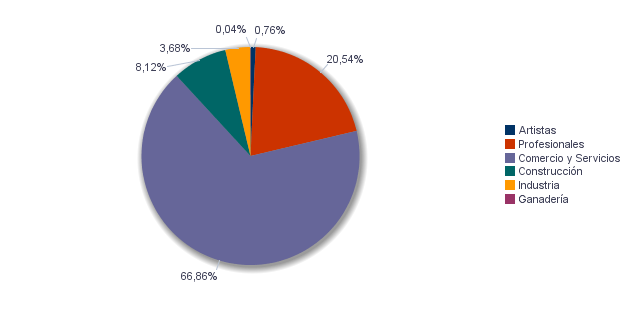 0,04%
0,76%
3,68%
20,54%
8,12%
66,86%
Artistas
Profesionales
Comercio y Servicios
Construcción
Industria
Ganadería